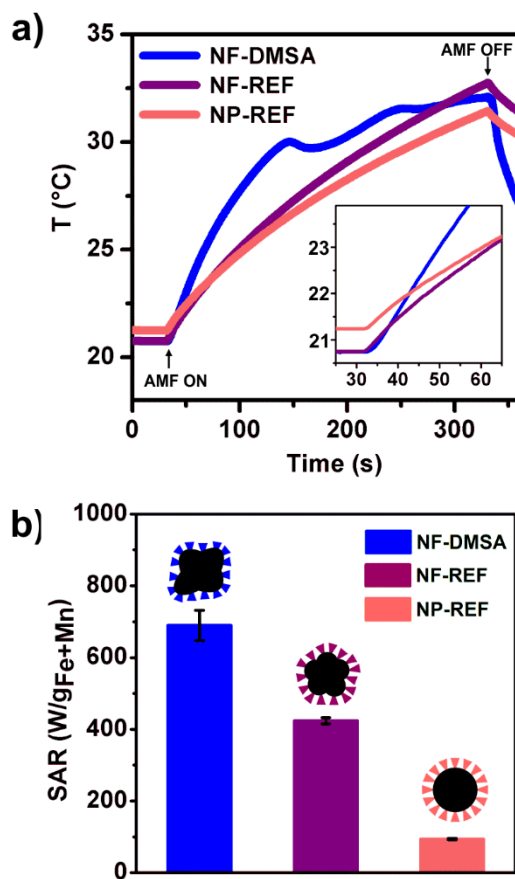 a)
NF-DMSA
NF-REF
NP-REF
AMF OFF
AMF ON
T (°C)
35
30
25
20
0
100
200
300
Time (s)
23
22
21
30
40
50
60
b)
NF-DMSA
NF-REF
NP-REF
SAR (W/gFe+Mn)
1000
800
600
400
200
0